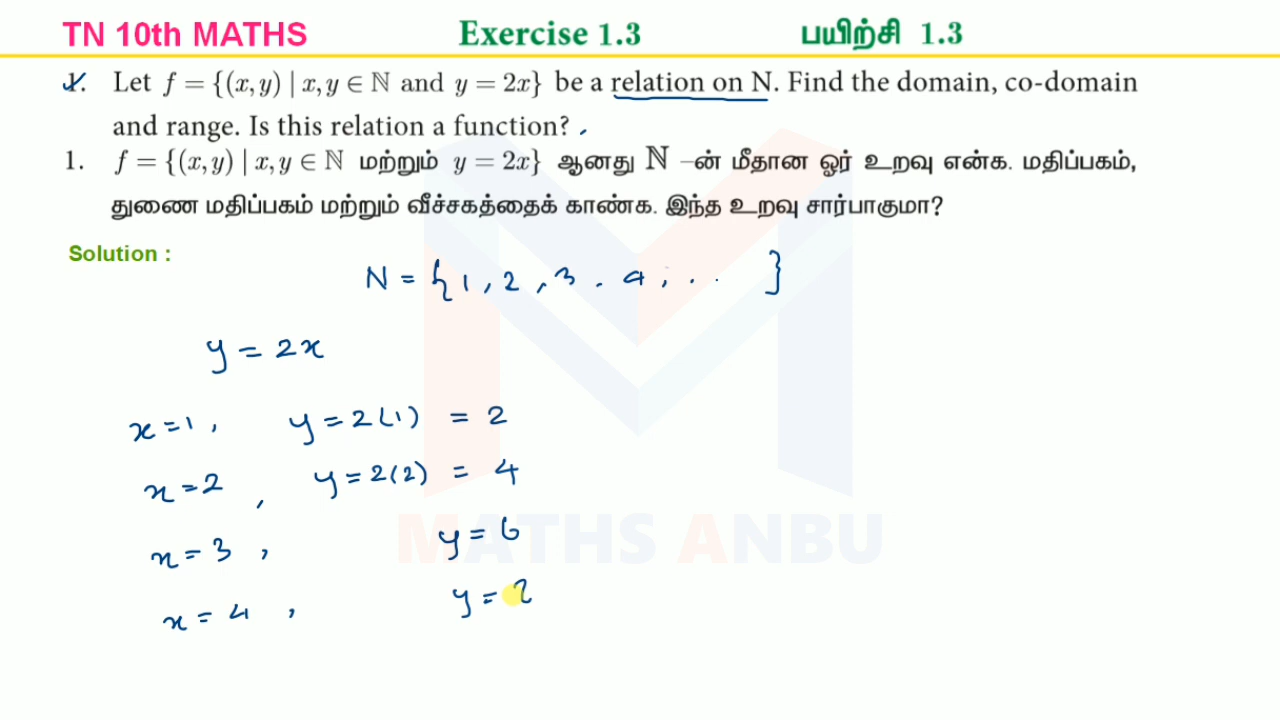 TN 10th MATHS Exercise 1.3 பயிற்சி 1.3
1. Let f = {(x, y) | x, y ∈ ℕ and y = 2x} be a relation on N. Find the domain, co-domain
and range. Is this relation a function?
1. f = {(x, y) | x, y ∈ ℕ மற்றும் y = 2x} ஆனது ℕ –ன் மீதான ஓர் உறவு என்க. மதிப்பகம்,
துணை மதிப்பகம் மற்றும் வீச்சகத்தைக் காண்க. இந்த உறவு சார்பாகுமா?
Solution :
N = { 1 , 2 , 3 . 4 , . . }
y = 2x
x = 1 , y = 2(1) = 2
x = 2 , y = 2(2) = 4
x = 3 , y = 6
x = 4 , y =
MATHS ANBU